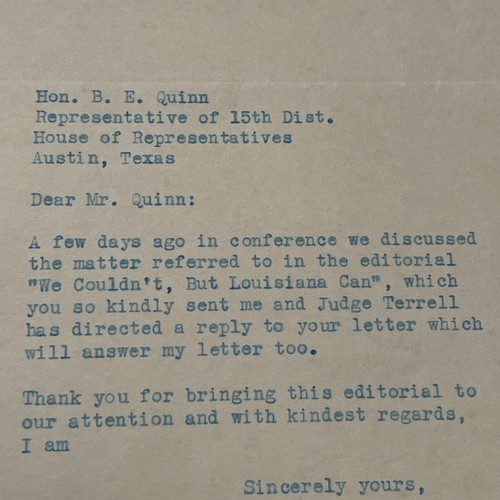 Hon. B. E. Quinn
Representative of 15th Dist.
House of Representatives
Austin, Texas
Dear Mr. Quinn:
A few days ago in conference we discussed
the matter referred to in the editorial
"We Couldn't, But Louisiana Can", which
you so kindly sent me and Judge Terrell
has directed a reply to your letter which
will answer my letter too.
Thank you for bringing this editorial to
our attention and with kindest regards,
I am
Sincerely yours,